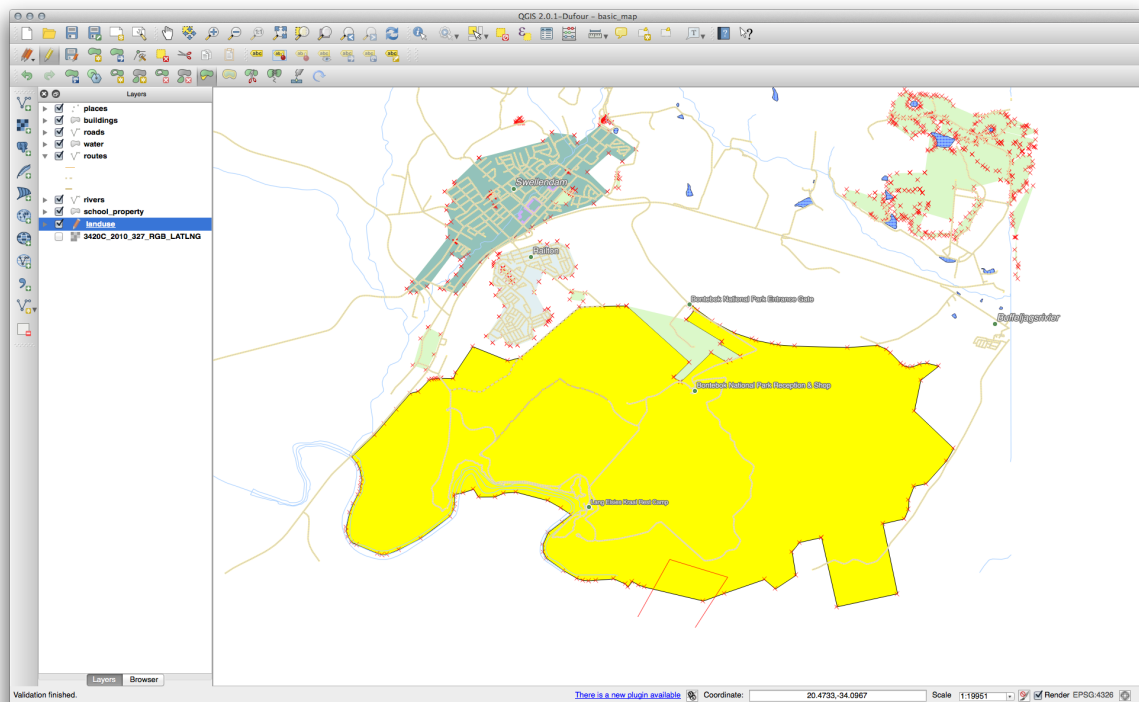 QGIS 2.0.1-Dufour – basic_map
Layers
places
buildings
roads
water
routes
rivers
school_property
landuse
3420C_2010_327_RGB_LATLNG
Swellendam
Railton
Bontebok National Park Entrance Gate
Buffeljagsrivier
Bontebok National Park Reception & Shop
Lang Elsies Kraal Rest Camp
Layers
Browser
Validation finished.
There is a new plugin available
Coordinate:
20.4733,-34.0967
Scale
1:19951
Render
EPSG:4326